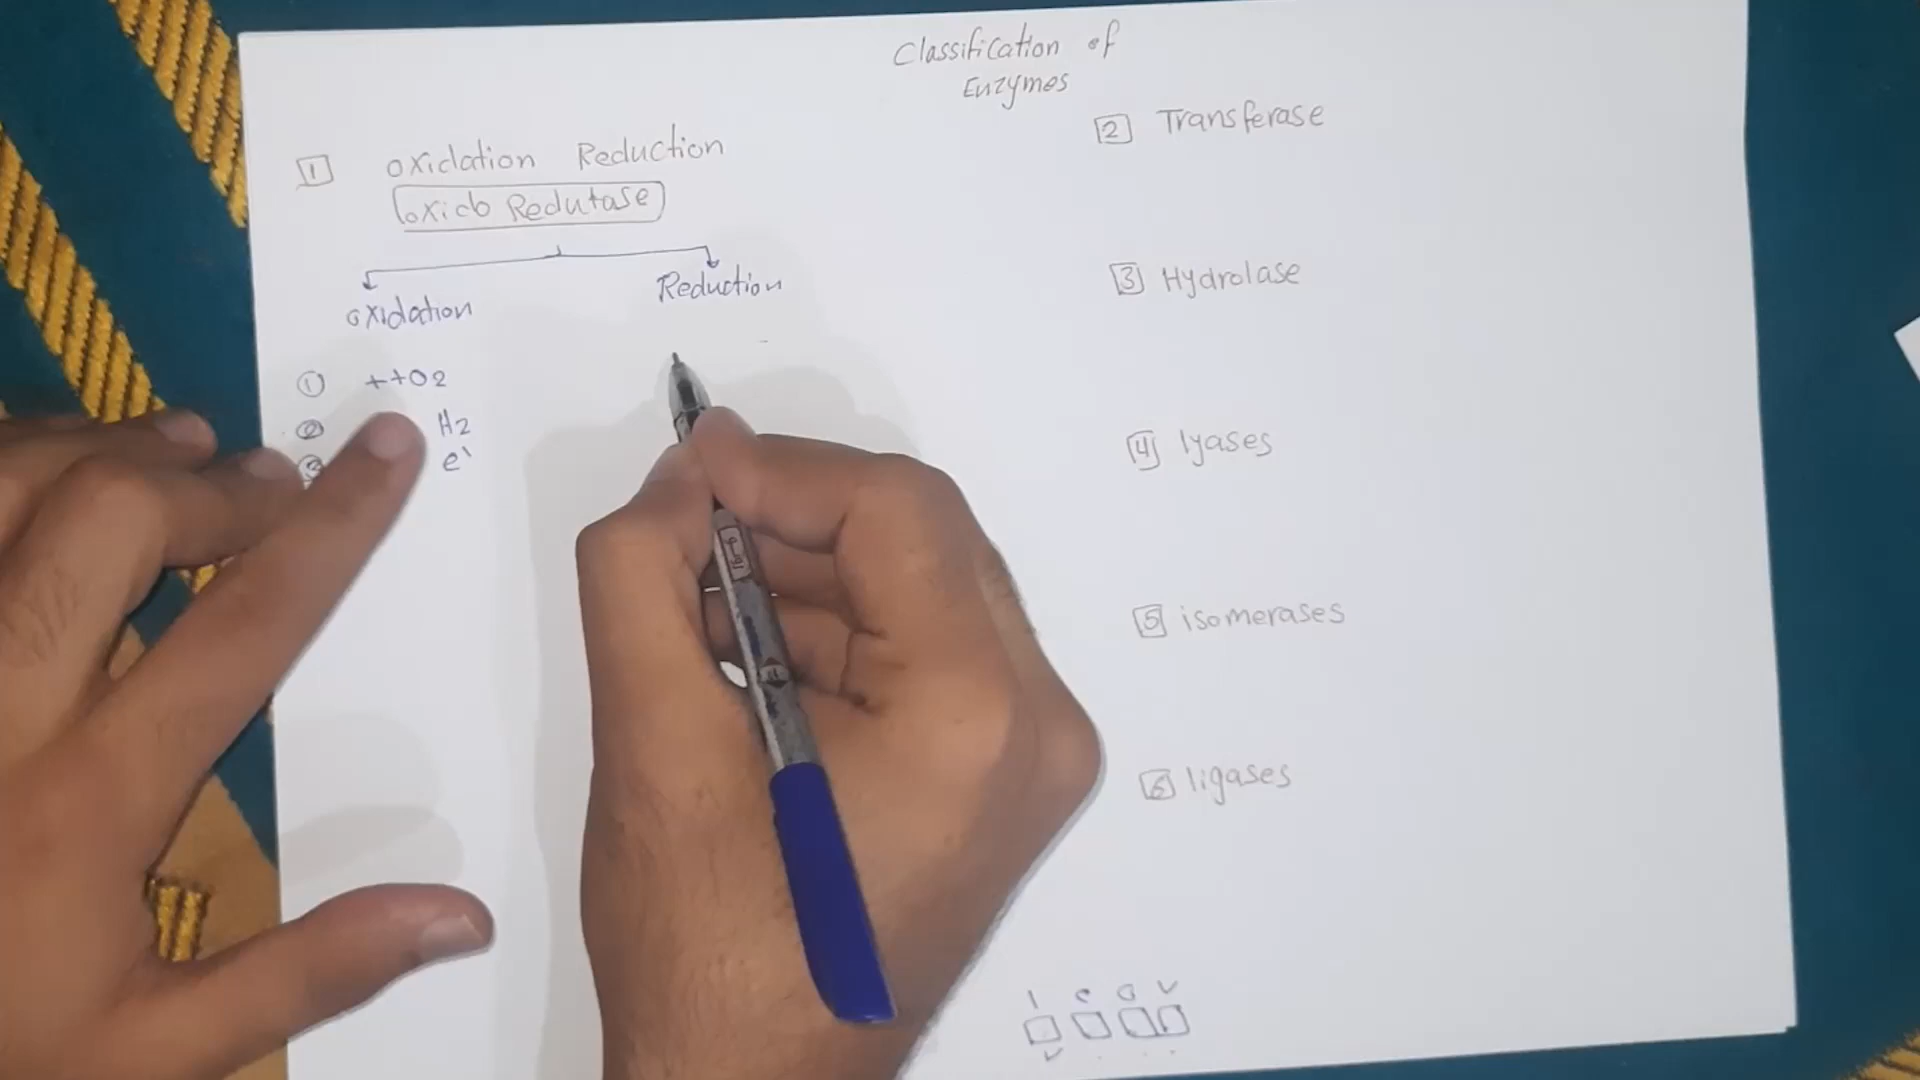 Classification of
Enzymes
1 oxidation Reduction
oxido Redutase
oxidation
Reduction
① ++O2
② H2
③ e`
2 Transferase
3 Hydrolase
4 lyases
5 isomerases
6 ligases